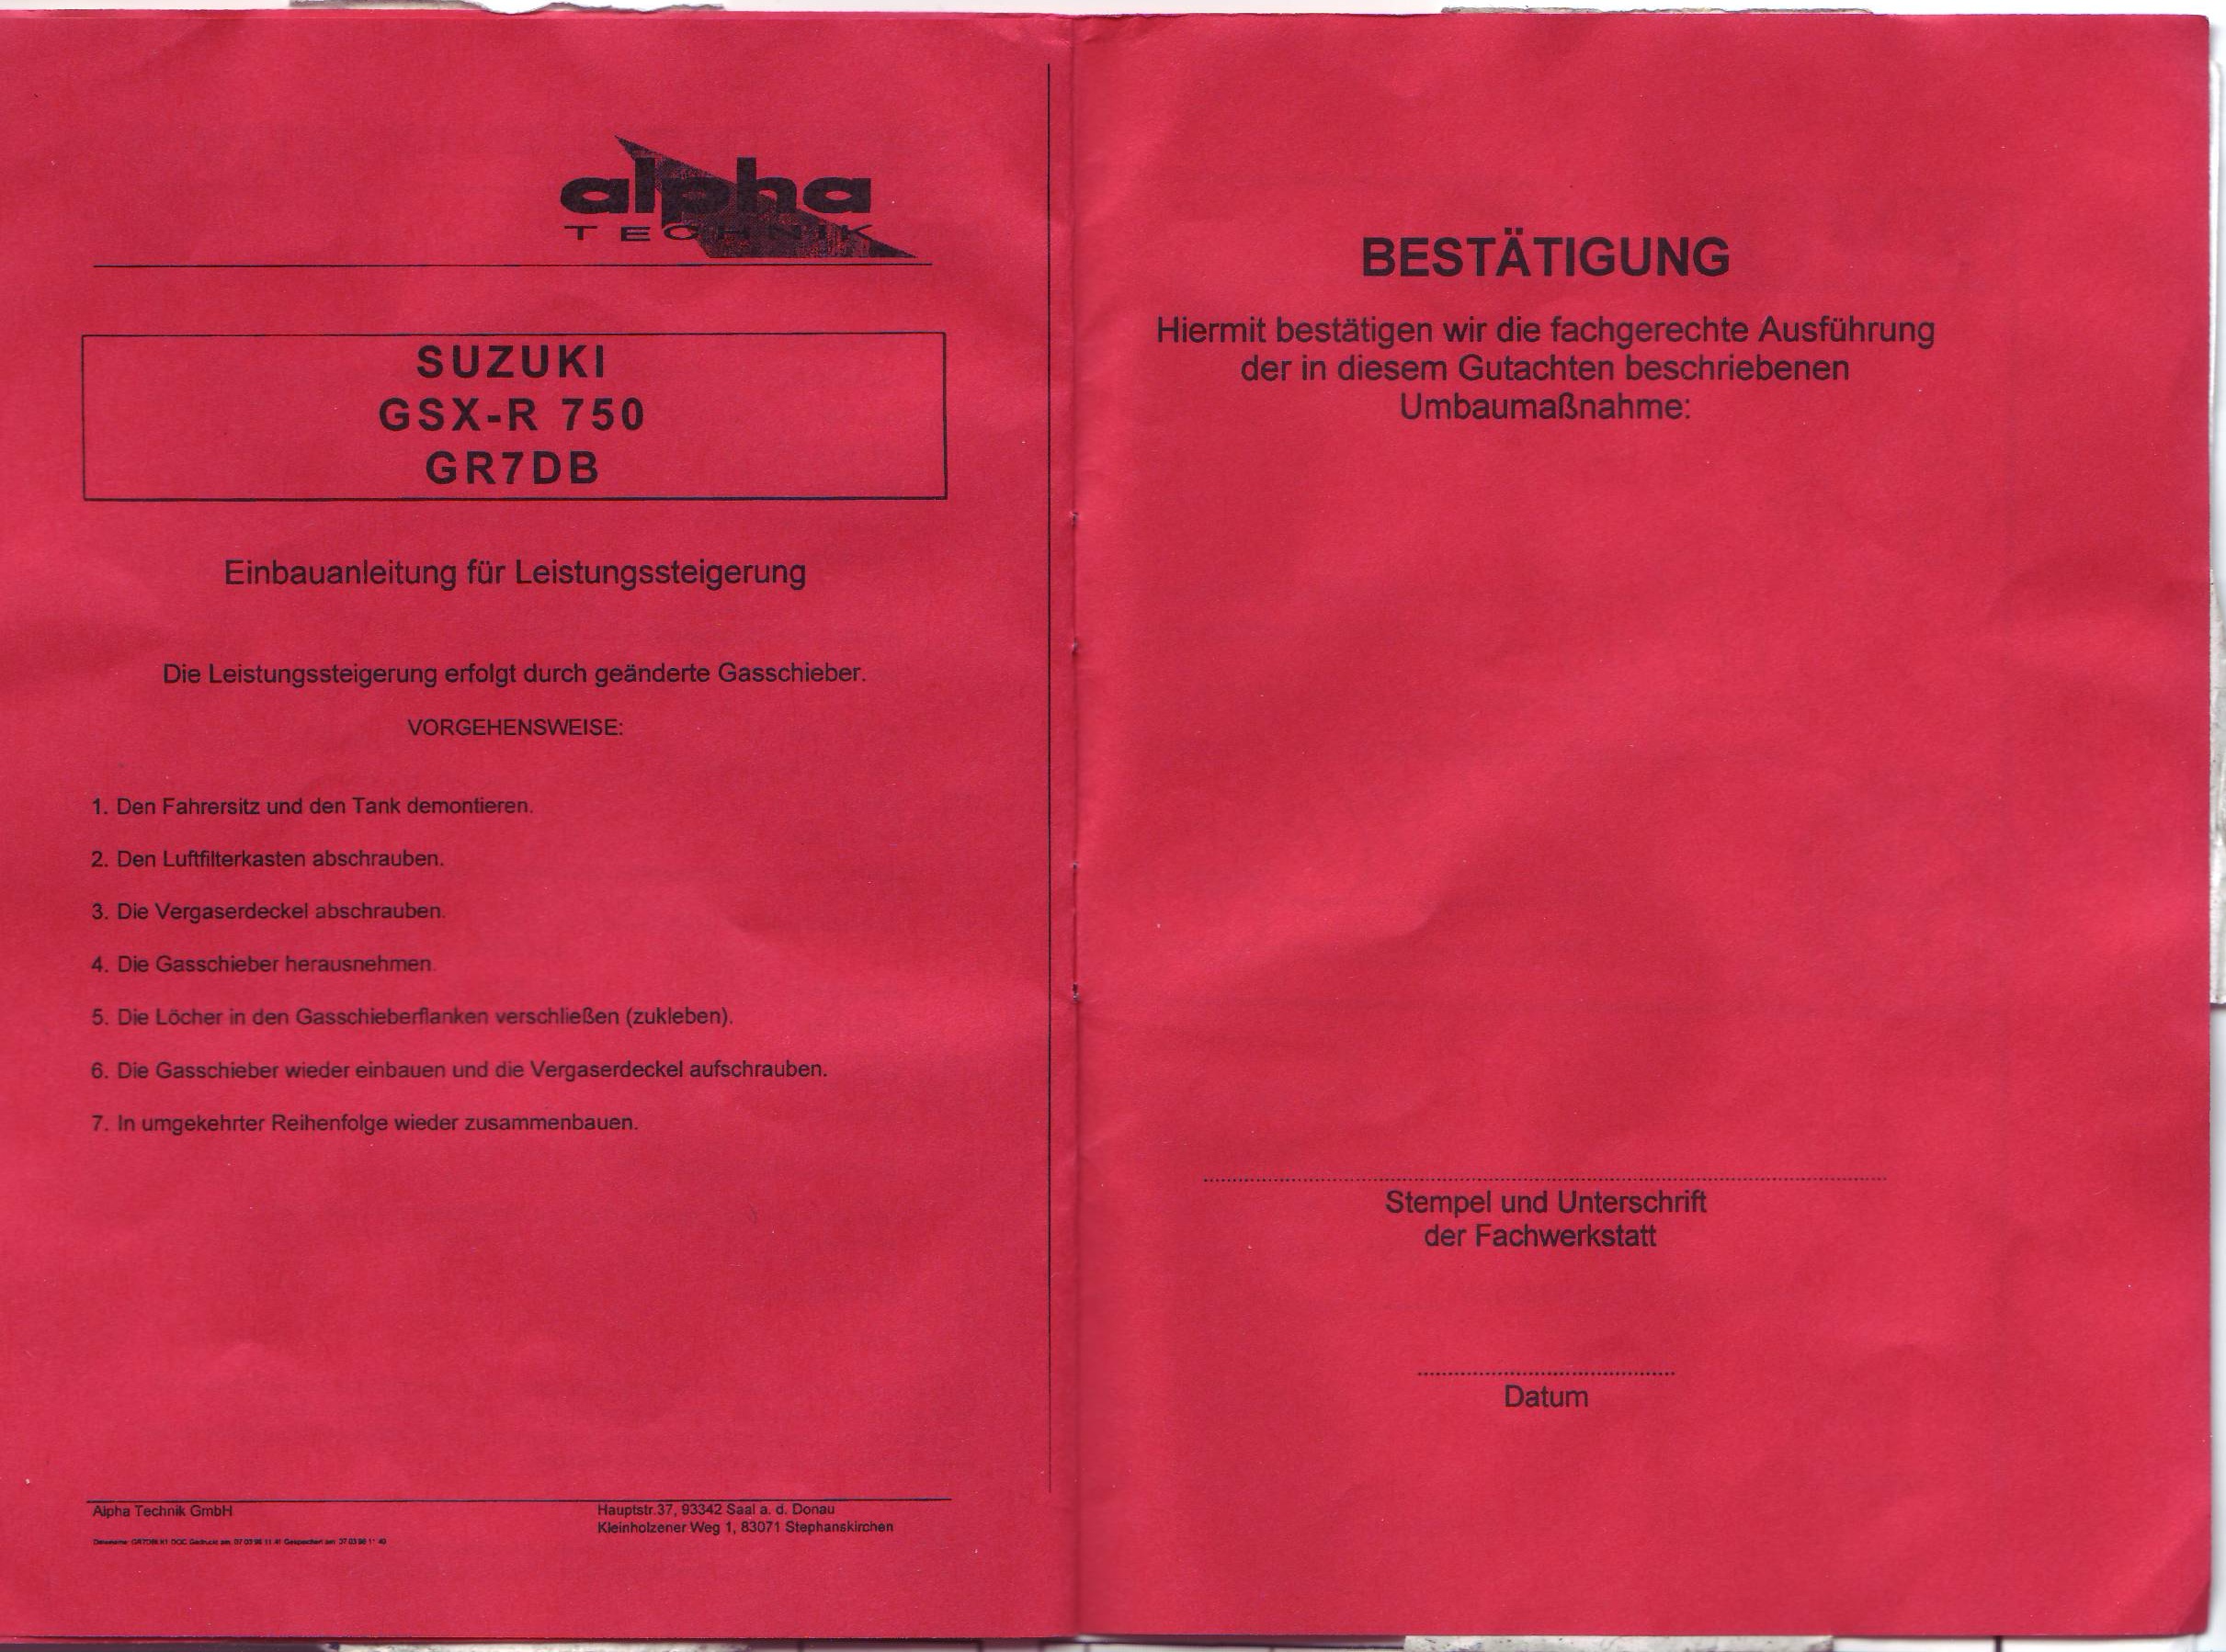 alpha
TECHNIK
SUZUKI
GSX-R 750
GR7DB
Einbauanleitung für Leistungssteigerung
Die Leistungssteigerung erfolgt durch geänderte Gasschieber.
VORGEHENSWEISE:
1. Den Fahrersitz und den Tank demontieren.
2. Den Luftfilterkasten abschrauben.
3. Die Vergaserdeckel abschrauben.
4. Die Gasschieber herausnehmen.
5. Die Löcher in den Gasschieberflanken verschließen (zukleben).
6. Die Gasschieber wieder einbauen und die Vergaserdeckel aufschrauben.
7. In umgekehrter Reihenfolge wieder zusammenbauen.
Alpha Technik GmbH
Hauptstr.37, 93342 Saal a. d. Donau
Kleinholzener Weg 1, 83071 Stephanskirchen
BESTÄTIGUNG
Hiermit bestätigen wir die fachgerechte Ausführung
der in diesem Gutachten beschriebenen
Umbaumaßnahme:
Stempel und Unterschrift
der Fachwerkstatt
Datum